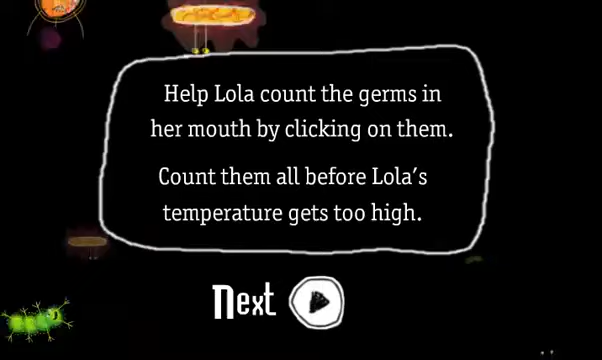 Help Lola count the germs in
her mouth by clicking on them.
Count them all before Lola's
temperature gets too high.
Next